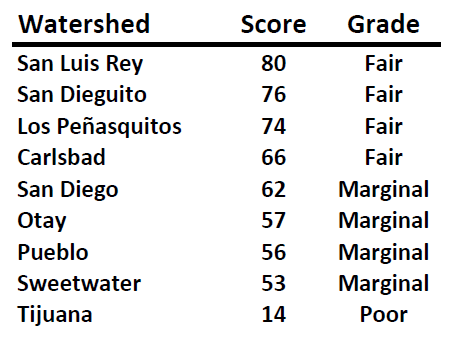 Watershed Score Grade
San Luis Rey 80 Fair
San Dieguito 76 Fair
Los Peñasquitos 74 Fair
Carlsbad 66 Fair
San Diego 62 Marginal
Otay 57 Marginal
Pueblo 56 Marginal
Sweetwater 53 Marginal
Tijuana 14 Poor